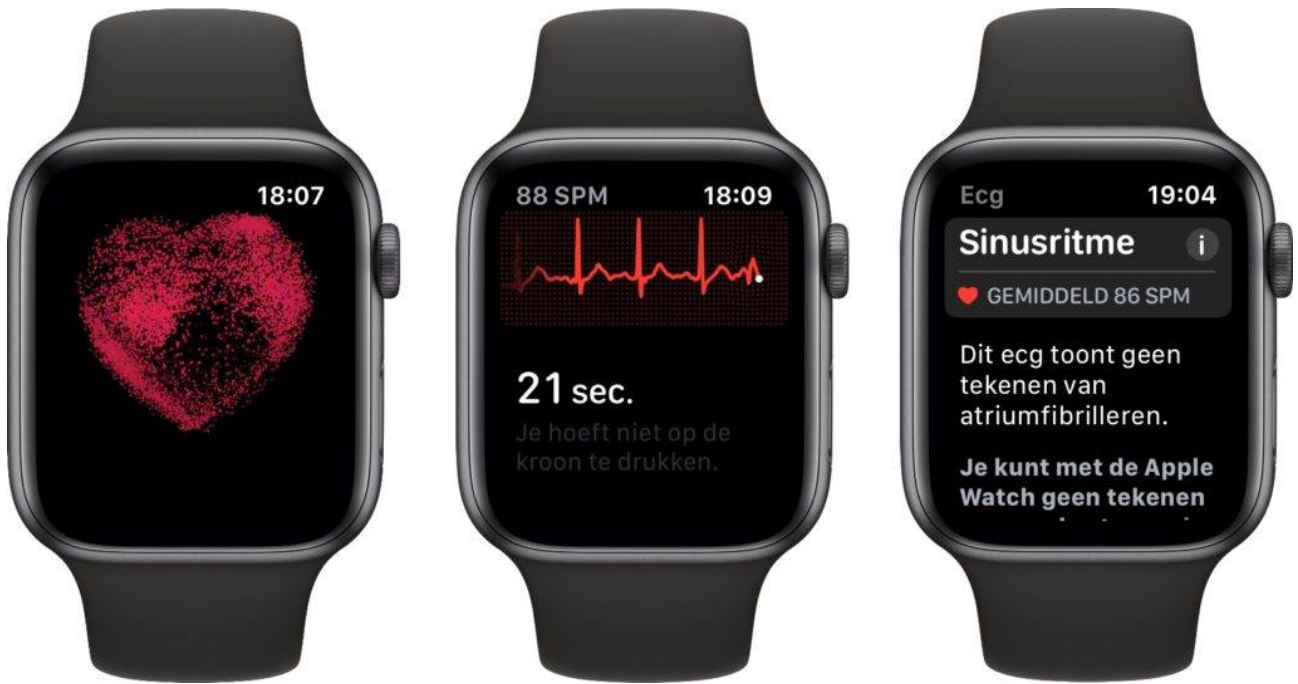 18:07
88 SPM 18:09
21 sec.
Je hoeft niet op de
kroon te drukken.
Ecg 19:04
Sinusritme i
GEMIDDELD 86 SPM
Dit ecg toont geen
tekenen van
atriumfibrilleren.
Je kunt met de Apple
Watch geen tekenen